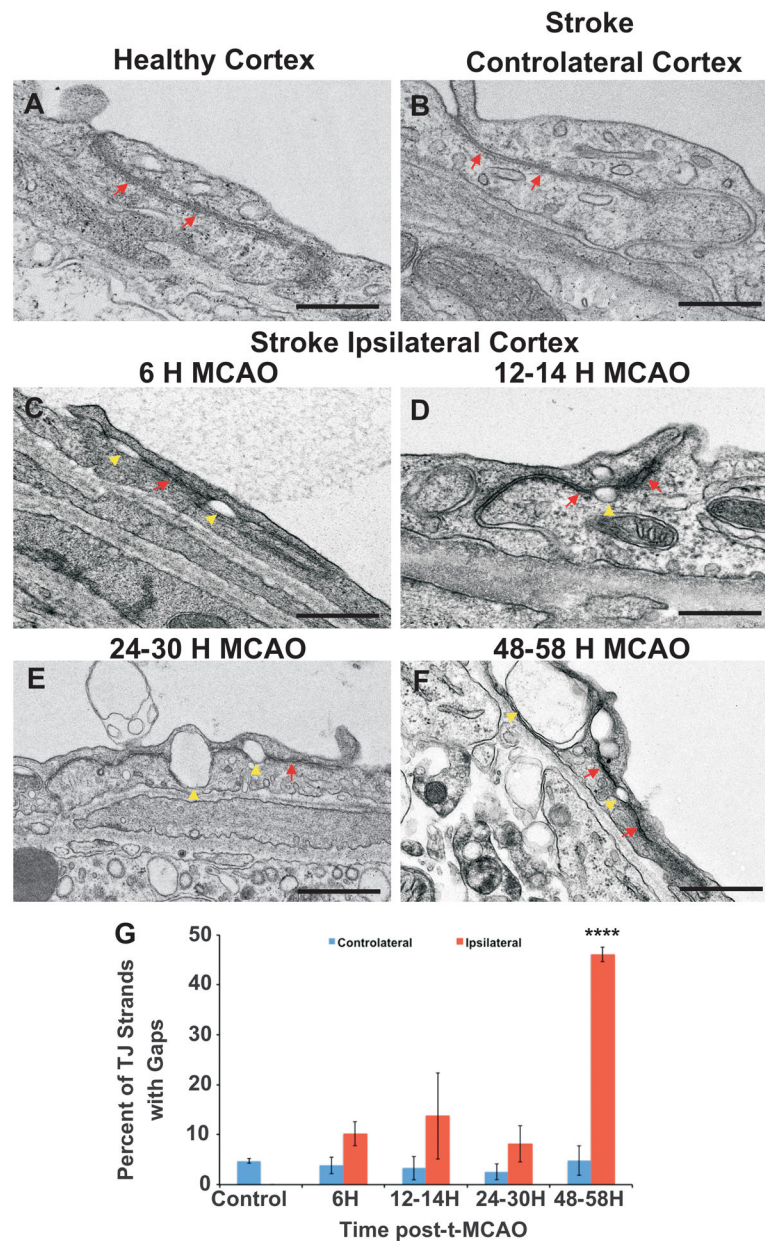 Healthy Cortex
Stroke
Controlateral Cortex
A
B
Stroke Ipsilateral Cortex
6 H MCAO
12-14 H MCAO
C
D
24-30 H MCAO
48-58 H MCAO
E
F
G
Percent of TJ Strands
with Gaps
50
40
30
20
10
0
Controlateral
Ipsilateral
****
Control
6H
12-14H
24-30H
48-58H
Time post-t-MCAO